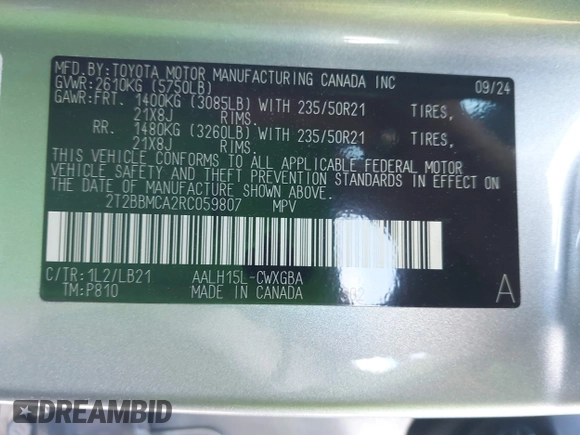 MFD.BY:TOYOTA MOTOR MANUFACTURING CANADA INC 09/24
GVWR:2610KG (5750LB)
GAWR:FRT. 1400KG (3085LB) WITH 235/50R21 TIRES,
21X8J RIMS.
RR. 1480KG (3260LB) WITH 235/50R21 TIRES,
21X8J RIMS.
THIS VEHICLE CONFORMS TO ALL APPLICABLE FEDERAL MOTOR
VEHICLE SAFETY AND THEFT PREVENTION STANDARDS IN EFFECT ON
THE DATE OF MANUFACTURE SHOWN ABOVE.
2T2BBMCA2RC059807 MPV
C/TR:1L2/LB21 AALH15L-CWXGBA
TM:P810 MADE IN CANADA A
DREAMBID